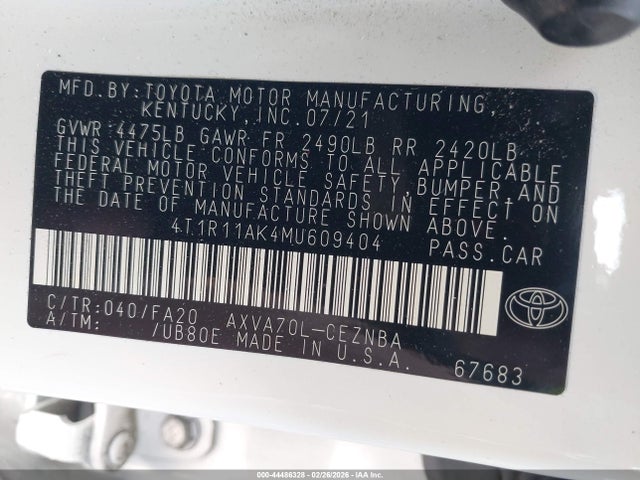 MFD.BY:TOYOTA MOTOR MANUFACTURING,
KENTUCKY,INC.07/21
GVWR 4475LB GAWR FR 2490LB RR 2420LB
THIS VEHICLE CONFORMS TO ALL APPLICABLE
FEDERAL MOTOR VEHICLE SAFETY,BUMPER AND
THEFT PREVENTION STANDARDS IN EFFECT ON
THE DATE OF MANUFACTURE SHOWN ABOVE.
4T1R11AK4MU609404 PASS.CAR
C/TR:040/FA20 AXVA70L-CEZNBA
A/TM: /UB80E MADE IN U.S.A. 67683
000-44486328 - 02/26/2026 - IAAI.CA